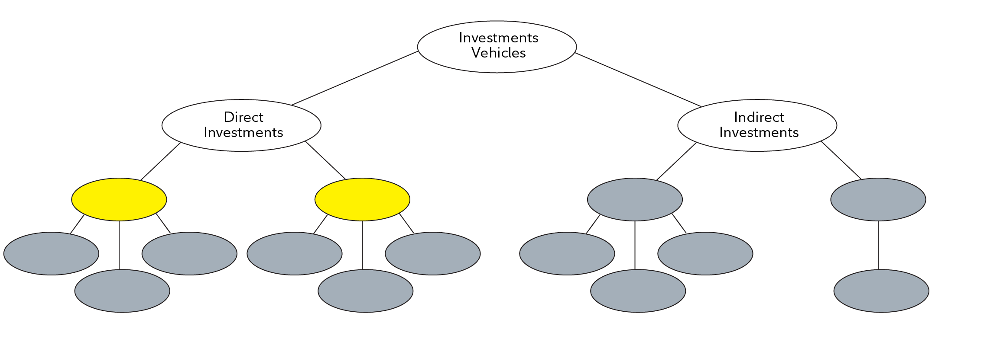 Investments
Vehicles
Direct
Investments
Indirect
Investments